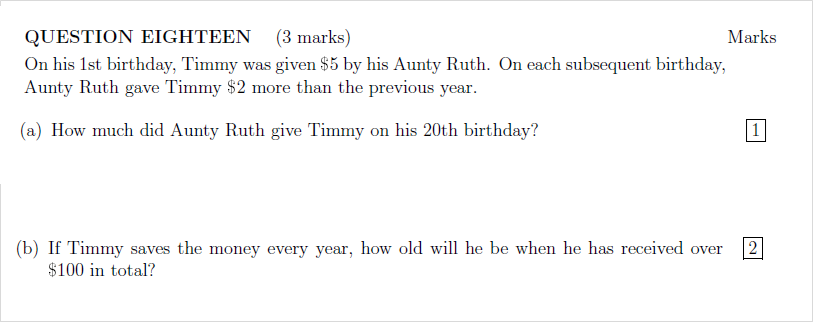 QUESTION EIGHTEEN (3 marks) Marks
On his 1st birthday, Timmy was given $5 by his Aunty Ruth. On each subsequent birthday,
Aunty Ruth gave Timmy $2 more than the previous year.
(a) How much did Aunty Ruth give Timmy on his 20th birthday? 1
(b) If Timmy saves the money every year, how old will he be when he has received over 2
$100 in total?